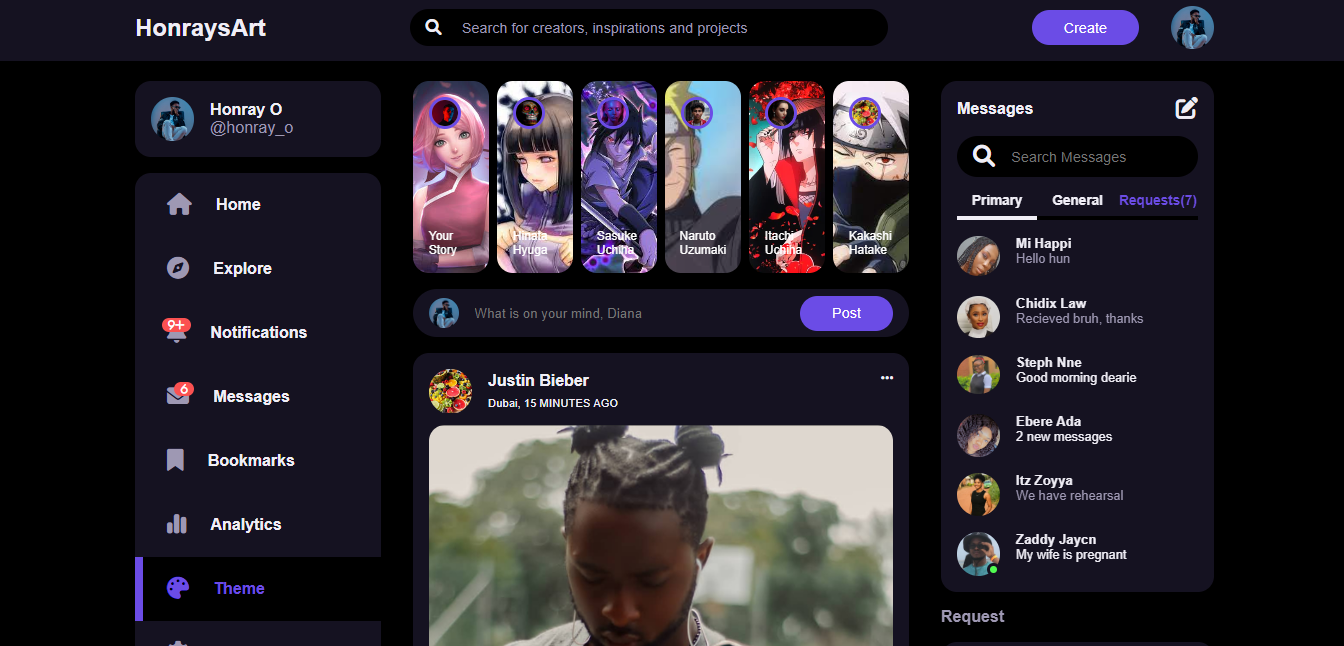 HonraysArt
Search for creators, inspirations and projects
Create
Honray O
@honray_o
Home
Explore
9+
Notifications
6
Messages
Bookmarks
Analytics
Theme
Your
Story
Hinata
Hyuga
Sasuke
Uchiha
Naruto
Uzumaki
Itachi
Uchiha
Kakashi
Hatake
What is on your mind, Diana
Post
Justin Bieber
Dubai, 15 MINUTES AGO
Messages
Search Messages
Primary General Requests(7)
Mi Happi
Hello hun
Chidix Law
Recieved bruh, thanks
Steph Nne
Good morning dearie
Ebere Ada
2 new messages
Itz Zoyya
We have rehearsal
Zaddy Jaycn
My wife is pregnant
Request